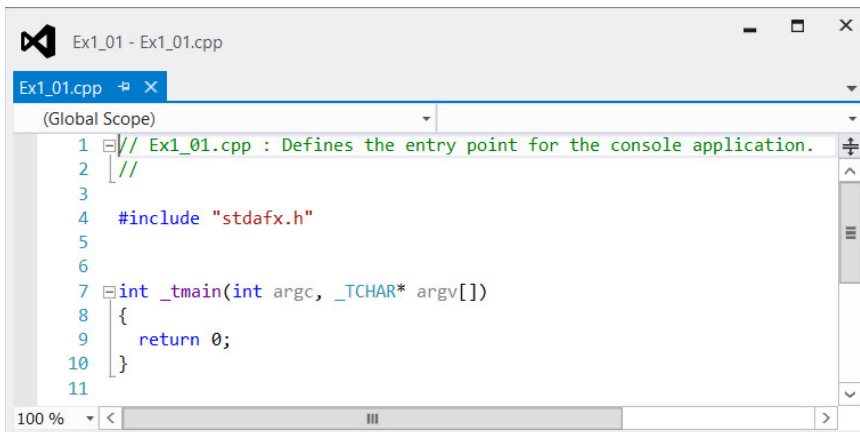 Ex1_01 - Ex1_01.cpp
Ex1_01.cpp
(Global Scope)
1 // Ex1_01.cpp : Defines the entry point for the console application.
2 //
3
4 #include "stdafx.h"
5
6
7 int _tmain(int argc, _TCHAR* argv[])
8 {
9 return 0;
10 }
11
100 %